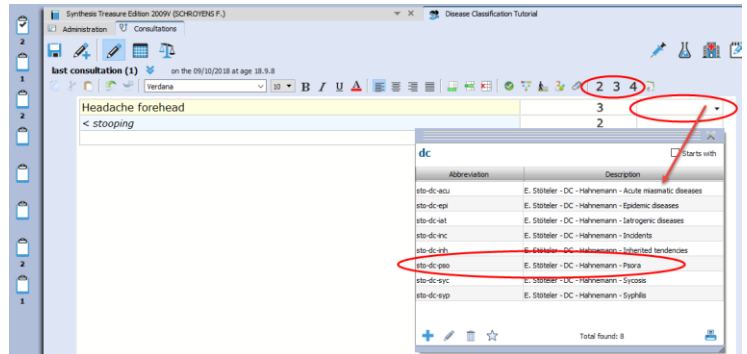 Synthesis Treasure Edition 2009V (SCHROYENS F.)
Disease Classification Tutorial
Administration
Consultations
2
last consultation (1)
on the 09/10/2018 at age 18.9.8
1
Verdana
10
B I U A
2 3 4
2
Headache forehead
3
< stooping
2
dc
Starts with
Abbreviation
Description
sto-dc-acu
E. Stöteler - DC - Hahnemann - Acute miasmatic diseases
sto-dc-epi
E. Stöteler - DC - Hahnemann - Epidemic diseases
sto-dc-iat
E. Stöteler - DC - Hahnemann - Iatrogenic diseases
sto-dc-inc
E. Stöteler - DC - Hahnemann - Incidents
sto-dc-inh
E. Stöteler - DC - Hahnemann - Inherited tendencies
2
sto-dc-pso
E. Stöteler - DC - Hahnemann - Psora
sto-dc-syc
E. Stöteler - DC - Hahnemann - Sycosis
1
sto-dc-syp
E. Stöteler - DC - Hahnemann - Syphilis
Total found: 8